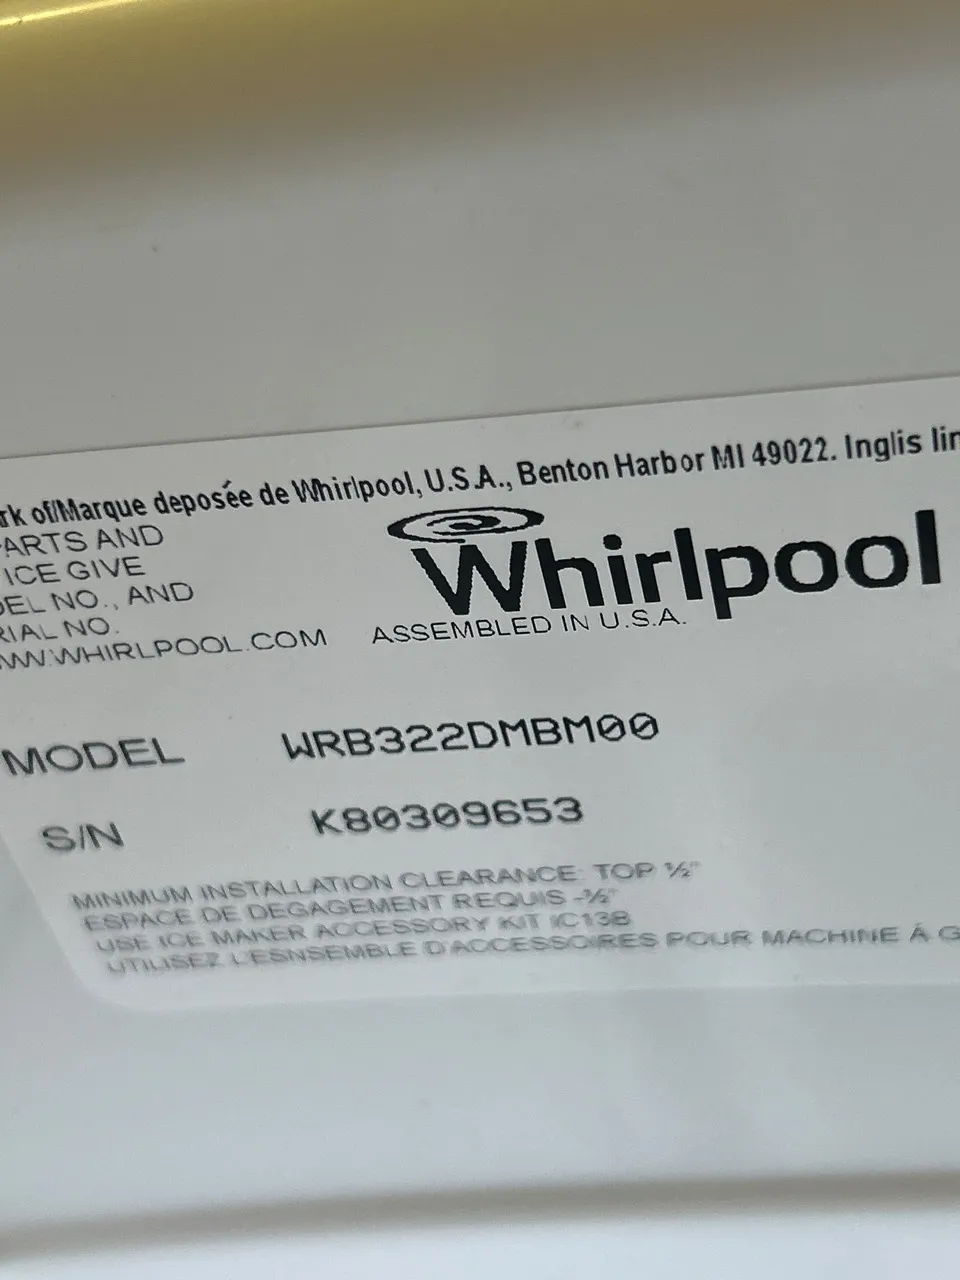 rk of/Marque deposée de Whirlpool, U.S.A., Benton Harbor MI 49022. Inglis lin
PARTS AND
ICE GIVE
DEL NO., AND
RIAL NO.
WWW.WHIRLPOOL.COM
Whirlpool
ASSEMBLED IN U.S.A.
MODEL WRB322DMBM00
S/N K80309653
MINIMUM INSTALLATION CLEARANCE: TOP ½"
ESPACE DE DEGAGEMENT REQUIS -½"
USE ICE MAKER ACCESSORY KIT IC13B
UTILISEZ L'ESNSEMBLE D'ACCESSOIRES POUR MACHINE À G